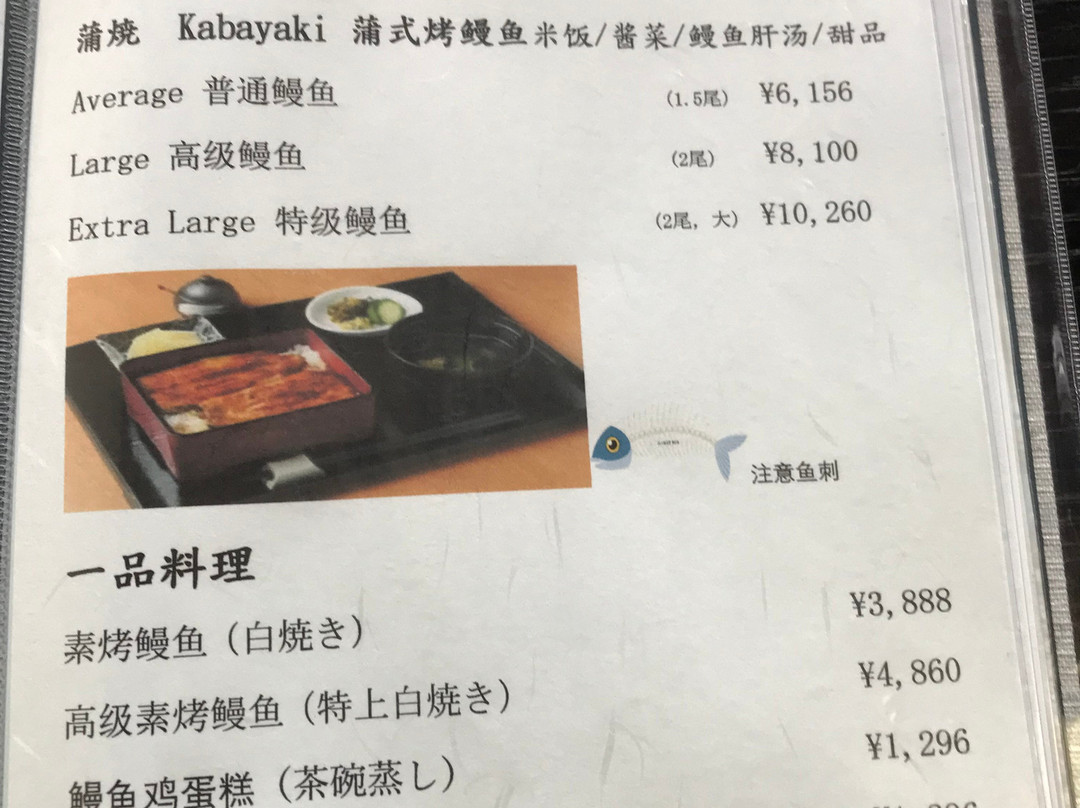 蒲焼 Kabayaki 蒲式烤鳗鱼米饭/酱菜/鳗鱼肝汤/甜品
Average 普通鳗鱼 (1.5尾) ¥6,156
Large 高级鳗鱼 (2尾) ¥8,100
Extra Large 特级鳗鱼 (2尾, 大) ¥10,260
注意鱼刺
一品料理
素烤鳗鱼 (白焼き) ¥3,888
高级素烤鳗鱼 (特上白焼き) ¥4,860
鳗鱼鸡蛋糕 (茶碗蒸し) ¥1,296